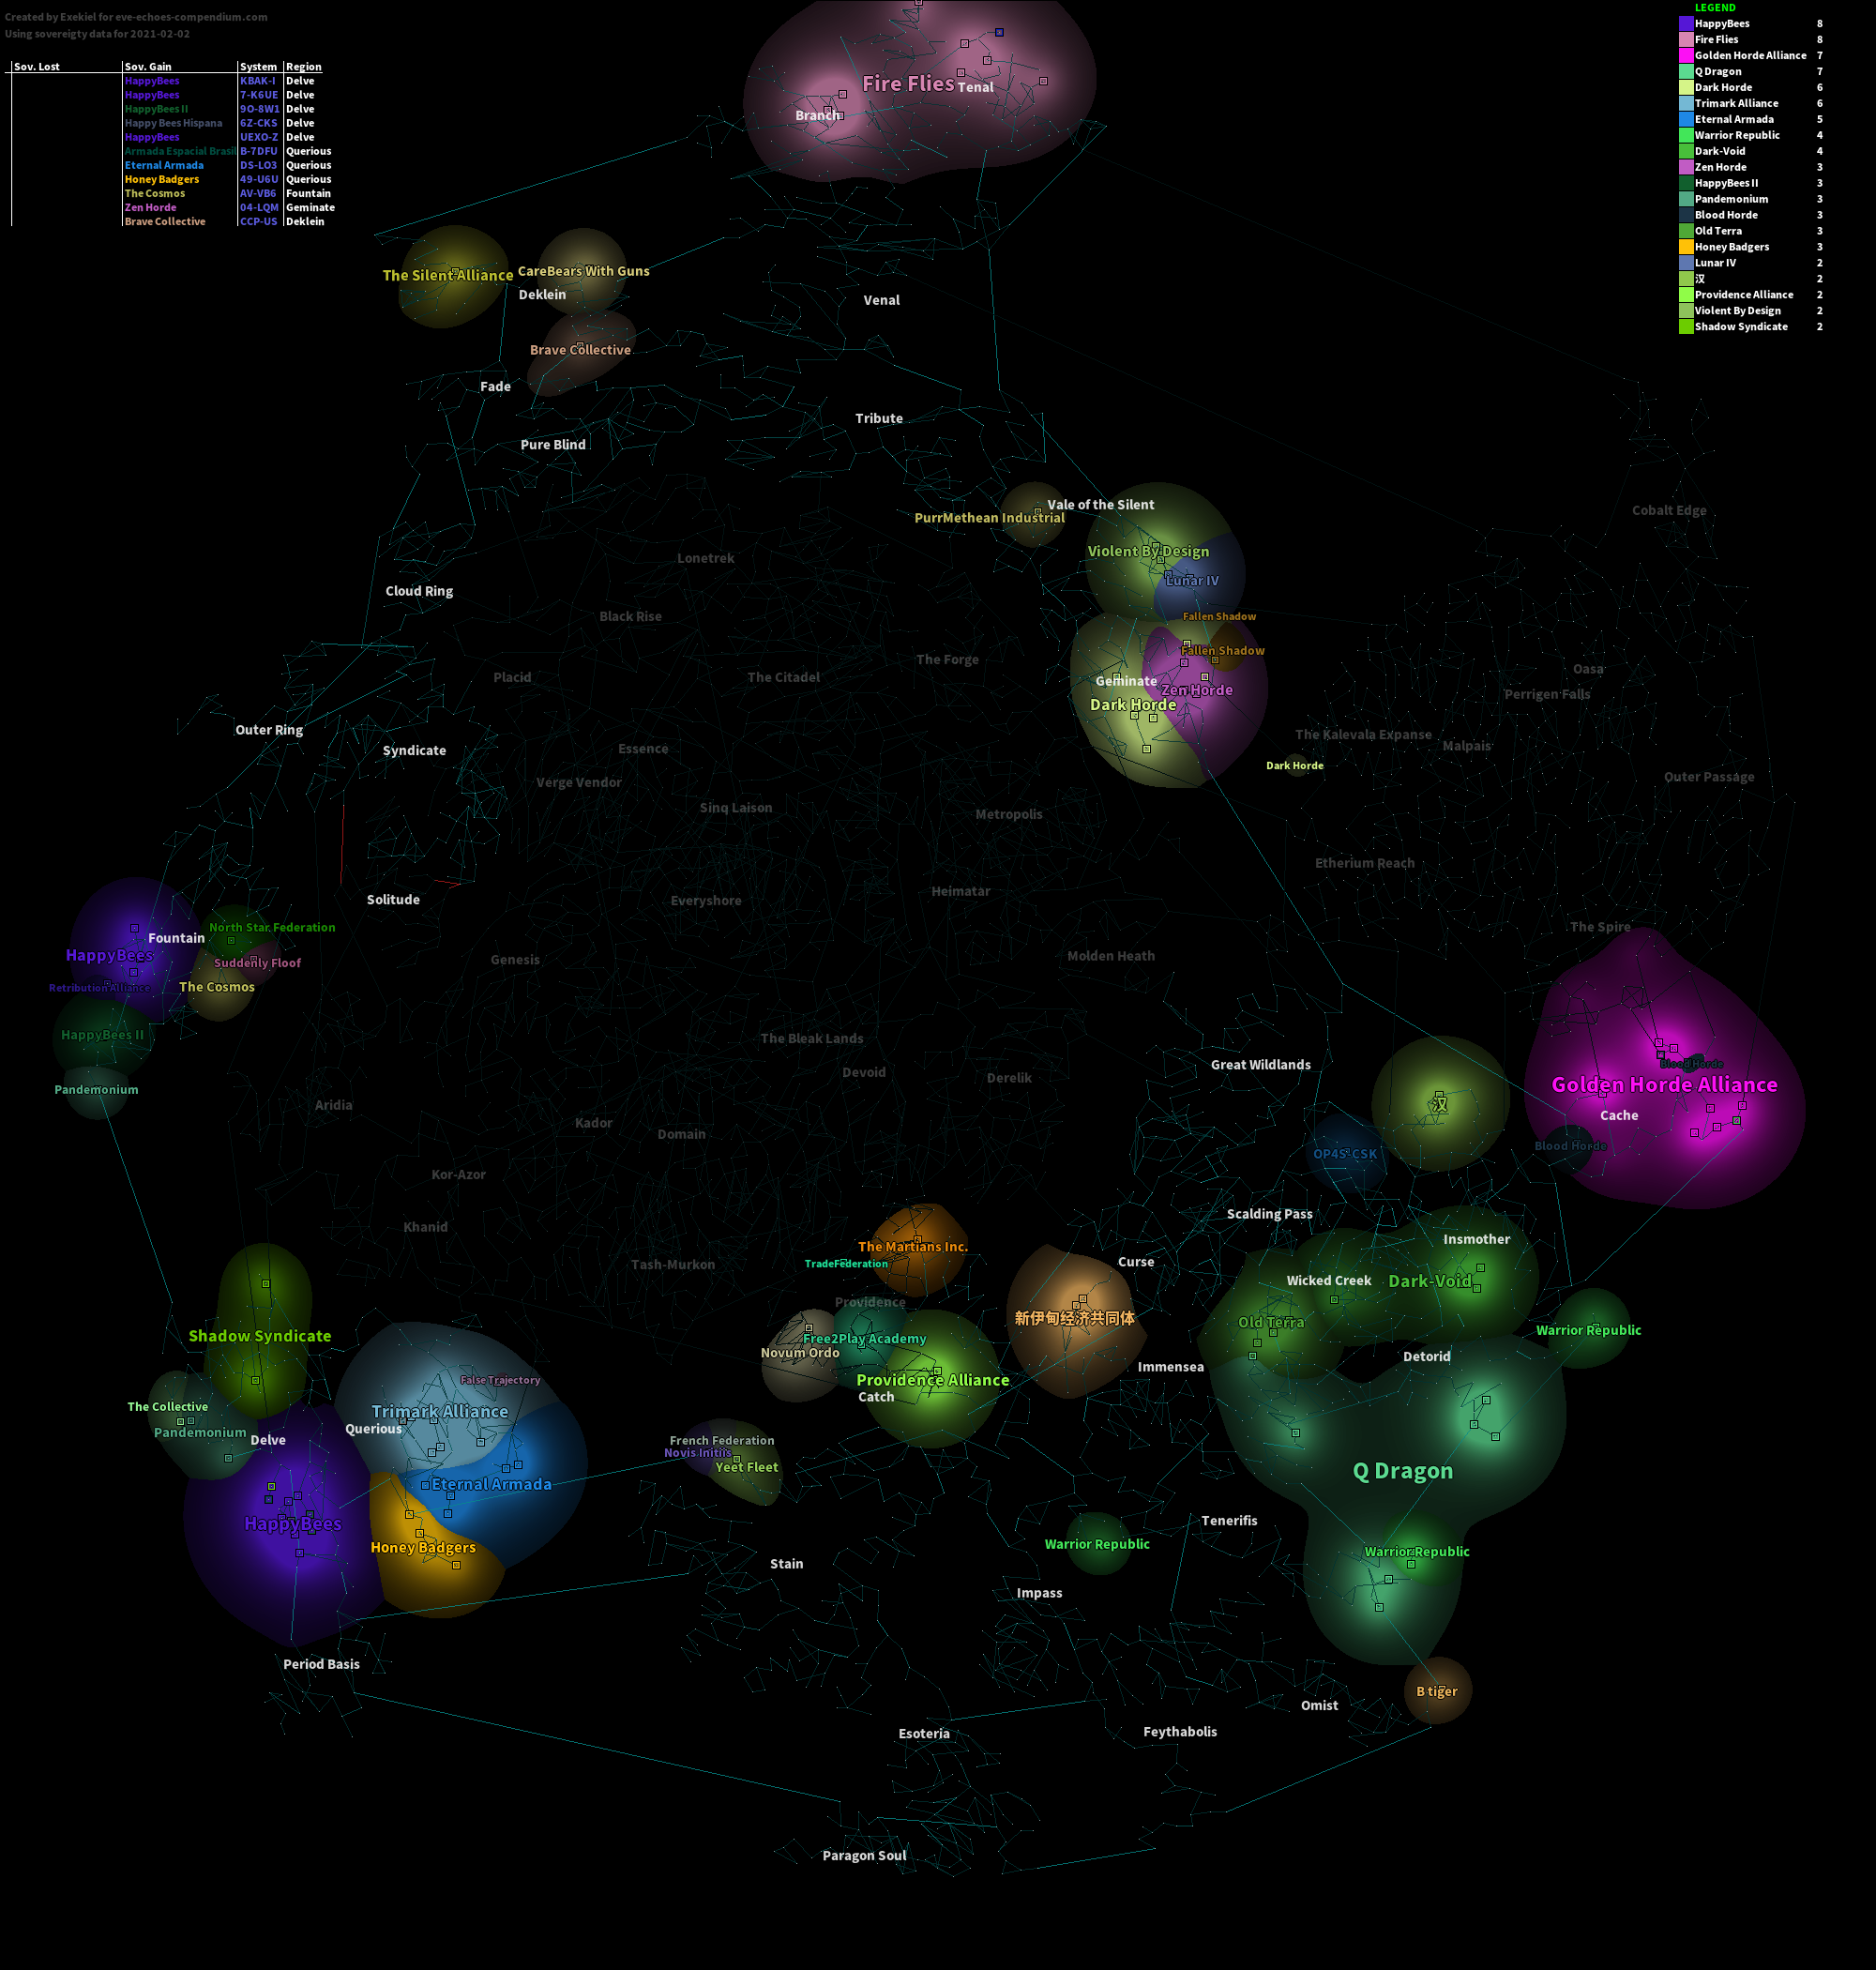 Created by Exekiel for eve-echoes-compendium.com
Using sovereigty data for 2021-02-02
Sov. Lost Sov. Gain System Region
HappyBees KBAK-I Delve
HappyBees 7-K6UE Delve
HappyBees II 9O-8W1 Delve
Happy Bees Hispana 6Z-CKS Delve
HappyBees UEXO-Z Delve
Armada Espacial Brasil B-7DFU Querious
Eternal Armada DS-LO3 Querious
Honey Badgers 49-U6U Querious
The Cosmos AV-VB6 Fountain
Zen Horde 04-LQM Geminate
Brave Collective CCP-US Deklein
LEGEND
HappyBees 8
Fire Flies 8
Golden Horde Alliance 7
Q Dragon 7
Dark Horde 6
Trimark Alliance 6
Eternal Armada 5
Warrior Republic 4
Dark-Void 4
Zen Horde 3
HappyBees II 3
Pandemonium 3
Blood Horde 3
Old Terra 3
Honey Badgers 3
Lunar IV 2
汉 2
Providence Alliance 2
Violent By Design 2
Shadow Syndicate 2
Fire Flies
Tenal
Branch
The Silent Alliance
CareBears With Guns
Deklein
Venal
Brave Collective
Fade
Tribute
Pure Blind
Vale of the Silent
PurrMethean Industrial
Cobalt Edge
Violent By Design
Lonetrek
Lunar IV
Cloud Ring
Black Rise
Fallen Shadow
Fallen Shadow
The Forge
Oasa
Placid
The Citadel
Geminate
Zen Horde
Perrigen Falls
Dark Horde
Outer Ring
The Kalevala Expanse
Malpais
Syndicate
Essence
Dark Horde
Outer Passage
Verge Vendor
Sinq Laison
Metropolis
Etherium Reach
Heimatar
Solitude
Everyshore
North Star Federation
The Spire
Fountain
HappyBees
Molden Heath
Suddenly Floof
Genesis
The Cosmos
Retribution Alliance
HappyBees II
The Bleak Lands
Great Wildlands
Blood Horde
Devoid
Derelik
Golden Horde Alliance
Pandemonium
汉
Aridia
Cache
Kador
Domain
Blood Horde
OP4S-CSK
Kor-Azor
Scalding Pass
Khanid
Insmother
The Martians Inc.
Curse
TradeFederation
Tash-Murkon
Wicked Creek
Dark-Void
Providence
新伊甸经济共同体
Old Terra
Warrior Republic
Shadow Syndicate
Free2Play Academy
Novum Ordo
Detorid
Immensea
Providence Alliance
False Trajectory
Catch
The Collective
Trimark Alliance
Querious
Pandemonium
Delve
French Federation
Novis Initiis
Yeet Fleet
Q Dragon
Eternal Armada
HappyBees
Tenerifis
Honey Badgers
Warrior Republic
Warrior Republic
Stain
Impass
Period Basis
B tiger
Omist
Esoteria
Feythabolis
Paragon Soul